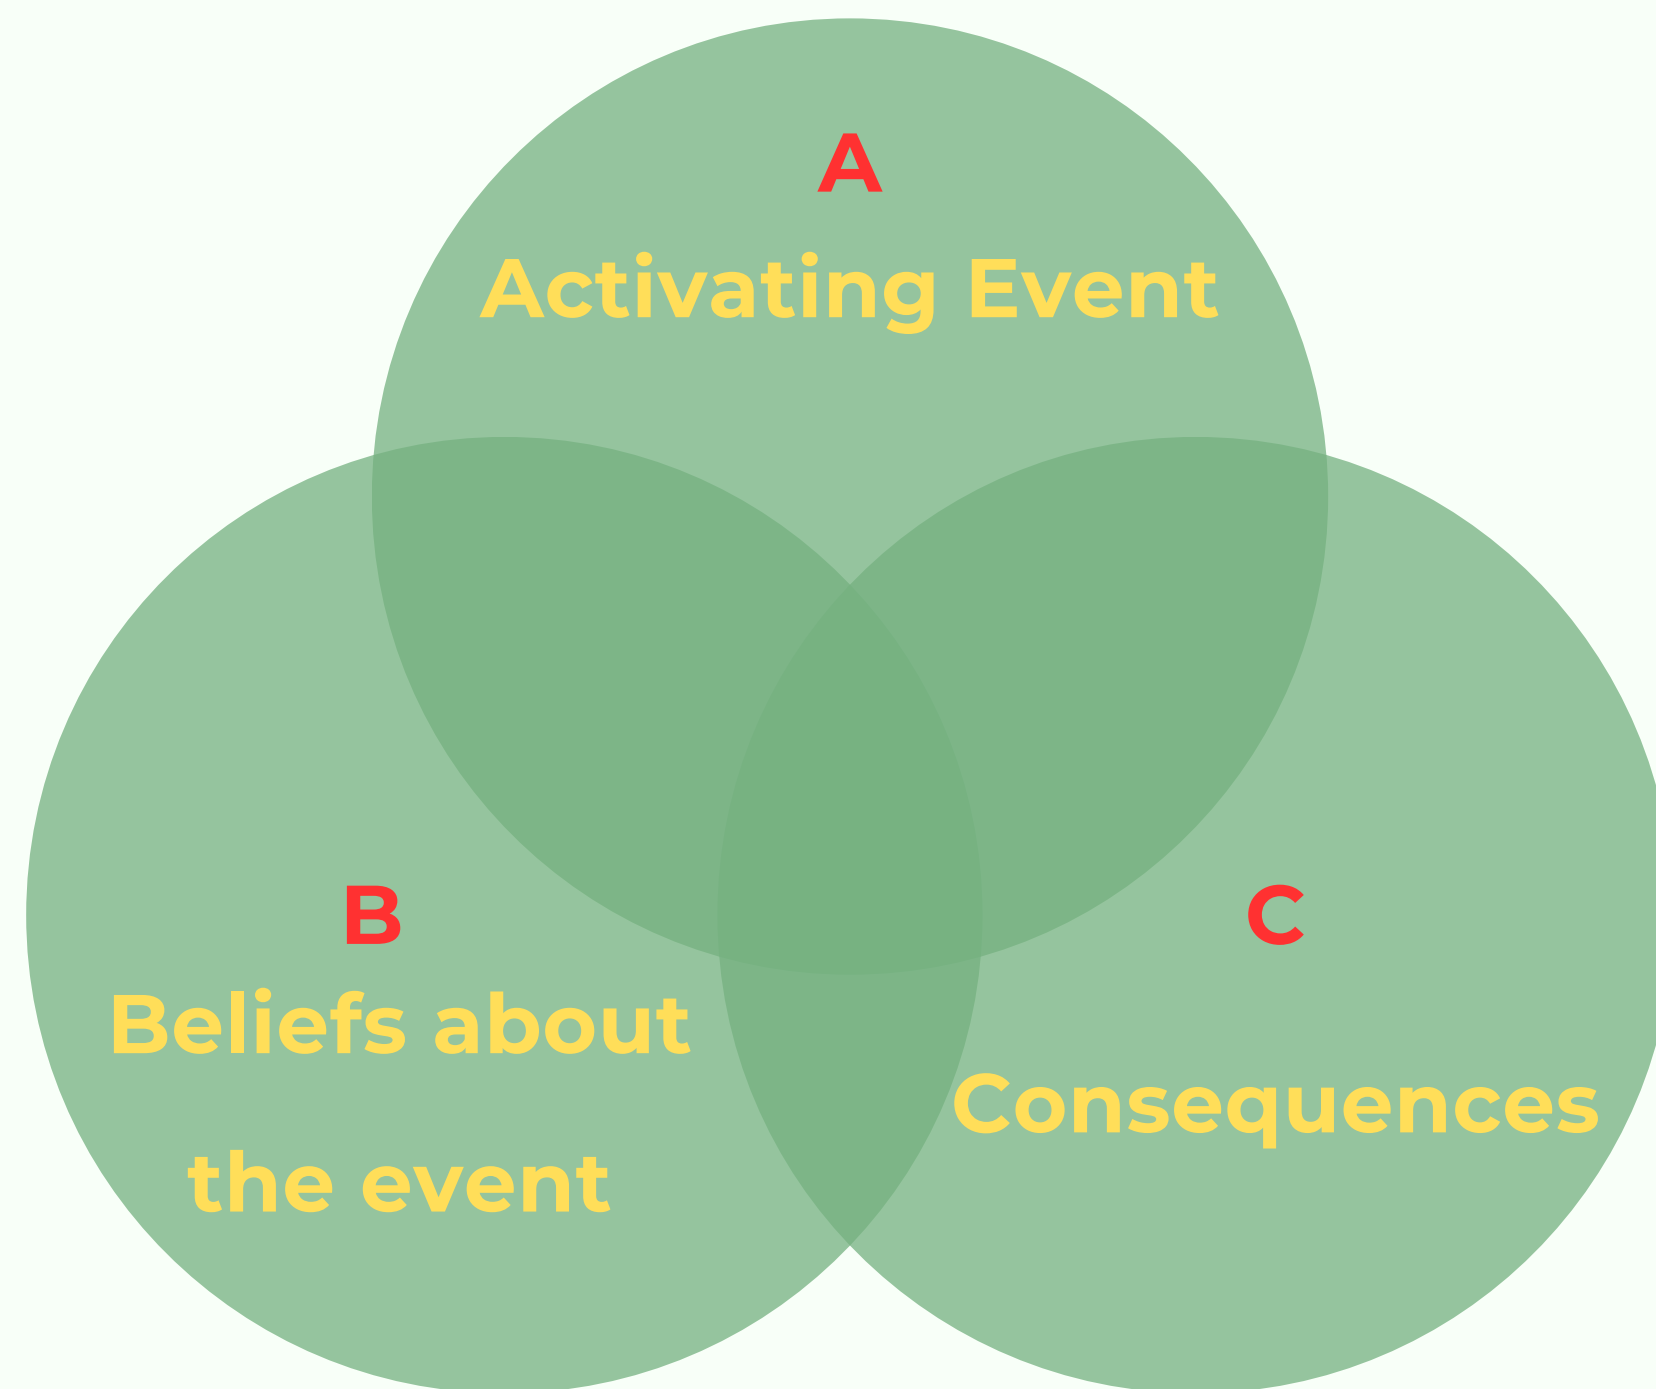 A
Activating Event
B
Beliefs about
the event
C
Consequences